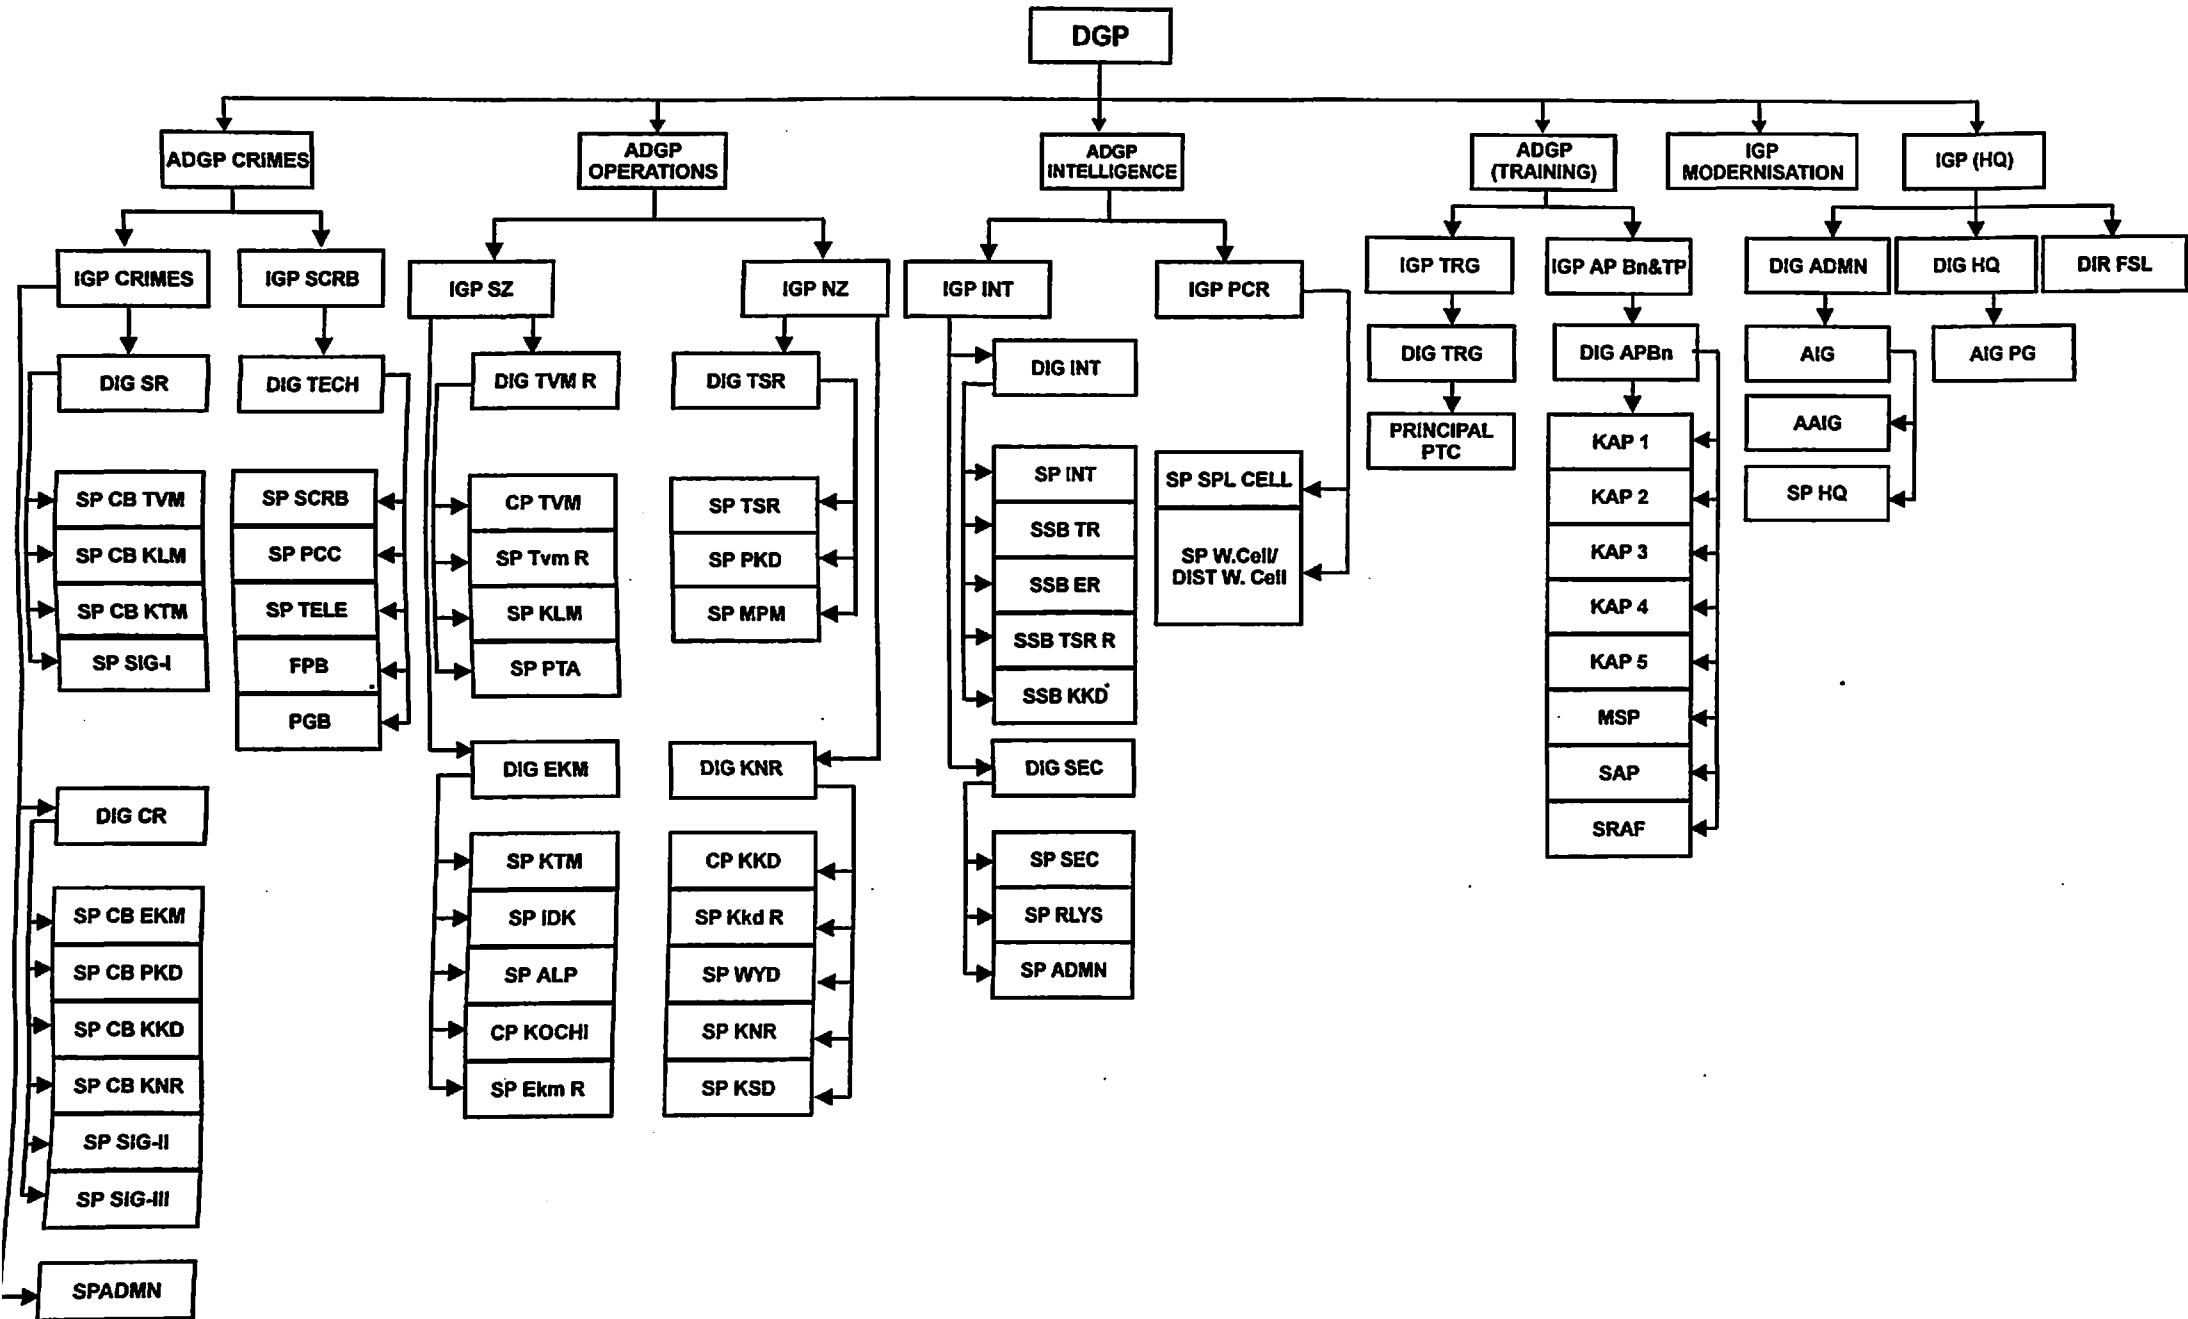 DGP
ADGP CRIMES
ADGP
OPERATIONS
ADGP
INTELLIGENCE
ADGP
(TRAINING)
IGP
MODERNISATION
IGP (HQ)
IGP CRIMES
IGP SCRB
IGP SZ
IGP NZ
IGP INT
IGP PCR
IGP TRG
IGP AP Bn&TP
DIG ADMN
DIG HQ
DIR FSL
DIG SR
DIG TECH
DIG TVM R
DIG TSR
DIG INT
DIG TRG
DIG APBn
AIG
AIG PG
SP CB TVM
SP CB KLM
SP CB KTM
SP SIG-I
SP SCRB
SP PCC
SP TELE
FPB
PGB
CP TVM
SP Tvm R
SP KLM
SP PTA
SP TSR
SP PKD
SP MPM
SP INT
SSB TR
SSB ER
SSB TSR R
SSB KKD
SP SPL CELL
SP W.Cell/
DIST W. Cell
PRINCIPAL
PTC
KAP 1
KAP 2
KAP 3
KAP 4
KAP 5
MSP
SAP
SRAF
AAIG
SP HQ
DIG CR
DIG EKM
DIG KNR
DIG SEC
SP CB EKM
SP CB PKD
SP CB KKD
SP CB KNR
SP SIG-II
SP SIG-III
SP KTM
SP IDK
SP ALP
CP KOCHI
SP Ekm R
CP KKD
SP Kkd R
SP WYD
SP KNR
SP KSD
SP SEC
SP RLYS
SP ADMN
SPADMN